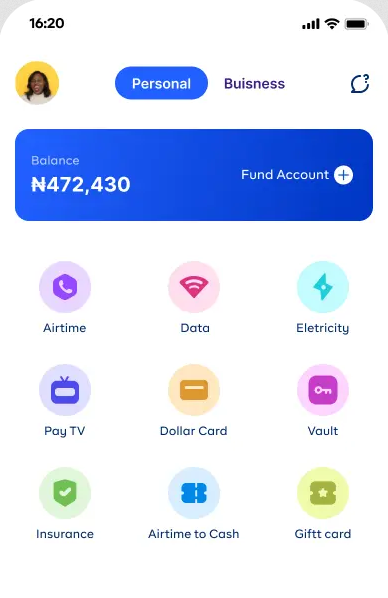 16:20
Personal Buisness
Balance
₦472,430
Fund Account
Airtime Data Eletricity
Pay TV Dollar Card Vault
Insurance Airtime to Cash Giftt card